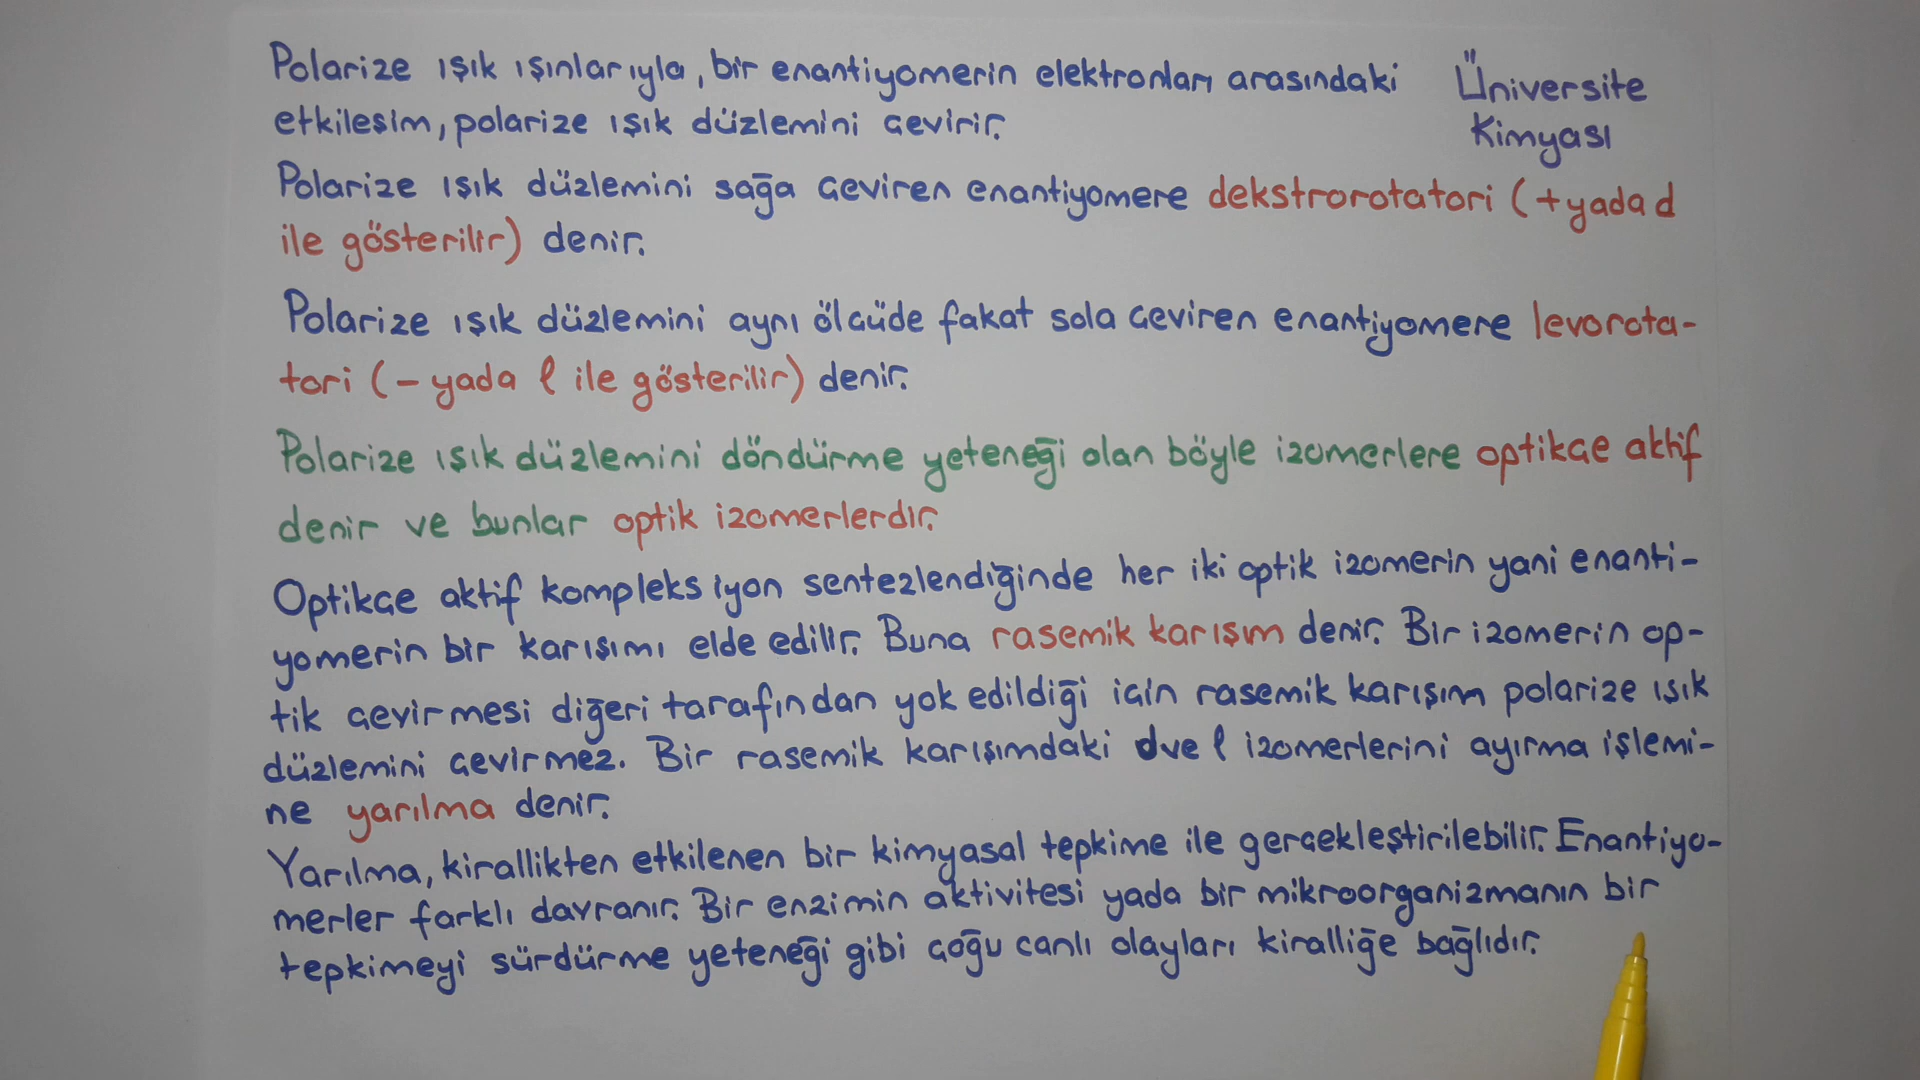 Polarize ışık ışınlarıyla, bir enantiyomerin elektronları arasındaki
etkilesim, polarize ışık düzlemini çevirir.
Üniversite
Kimyası
Polarize ışık düzlemini sağa çeviren enantiyomere dekstrorotatori (+yada d
ile gösterilir) denir.
Polarize ışık düzlemini aynı ölçüde fakat sola çeviren enantiyomere levorota-
tori (- yada l ile gösterilir) denir.
Polarize ışık düzlemini döndürme yeteneği olan böyle izomerlere optikçe aktif
denir ve bunlar optik izomerlerdir.
Optikçe aktif kompleks iyon sentezlendiğinde her iki optik izomerin yani enanti-
yomerin bir karışımı elde edilir. Buna rasemik karışım denir. Bir izomerin op-
tik çevirmesi diğeri tarafından yok edildiği için rasemik karışım polarize ışık
düzlemini çevirmez. Bir rasemik karışımdaki d ve l izomerlerini ayırma işlemi-
ne yarılma denir.
Yarılma, kirallikten etkilenen bir kimyasal tepkime ile gerçekleştirilebilir. Enantiyo-
merler farklı davranır. Bir enzimin aktivitesi yada bir mikroorganizmanın bir
tepkimeyi sürdürme yeteneği gibi çoğu canlı olayları kiralliğe bağlıdır.